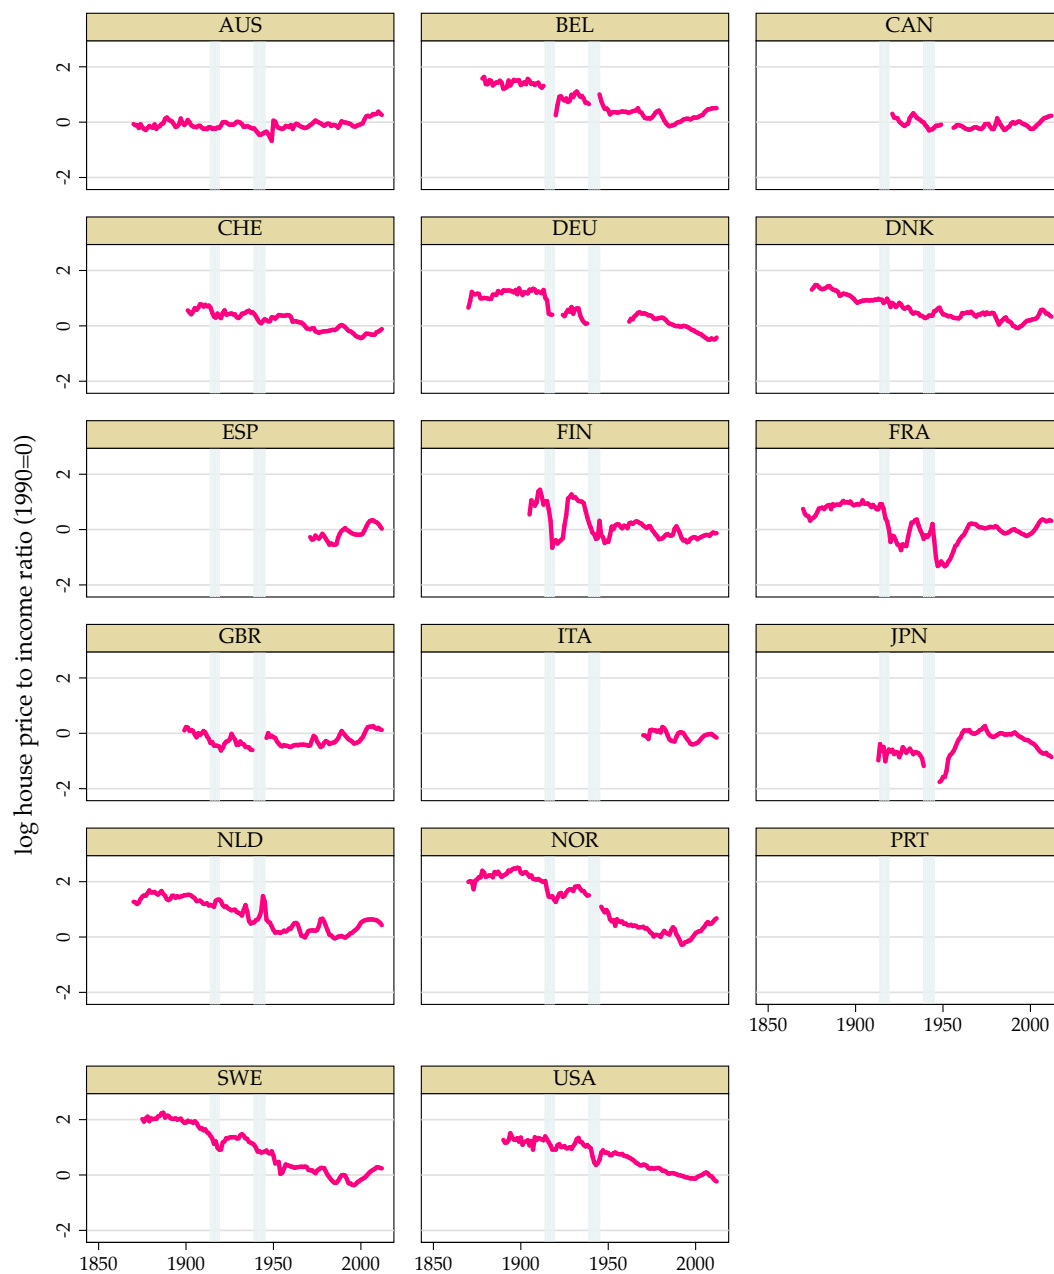 AUS
BEL
CAN
2
0
-2
CHE
DEU
DNK
2
0
-2
ESP
FIN
FRA
2
0
-2
log house price to income ratio (1990=0)
GBR
ITA
JPN
2
0
-2
NLD
NOR
PRT
2
0
-2
1850 1900 1950 2000
SWE
USA
2
0
-2
1850 1900 1950 2000 1850 1900 1950 2000